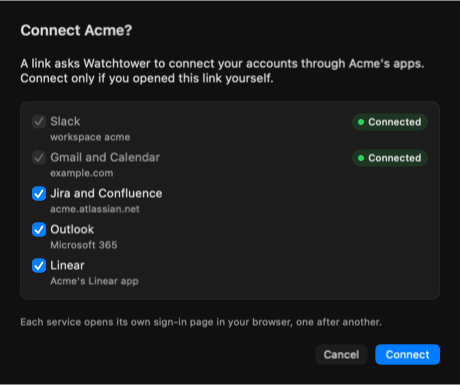 Connect Acme?
A link asks Watchtower to connect your accounts through Acme's apps.
Connect only if you opened this link yourself.
Slack
Connected
workspace acme
Gmail and Calendar
Connected
example.com
Jira and Confluence
acme.atlassian.net
Outlook
Microsoft 365
Linear
Acme's Linear app
Each service opens its own sign-in page in your browser, one after another.
Cancel
Connect